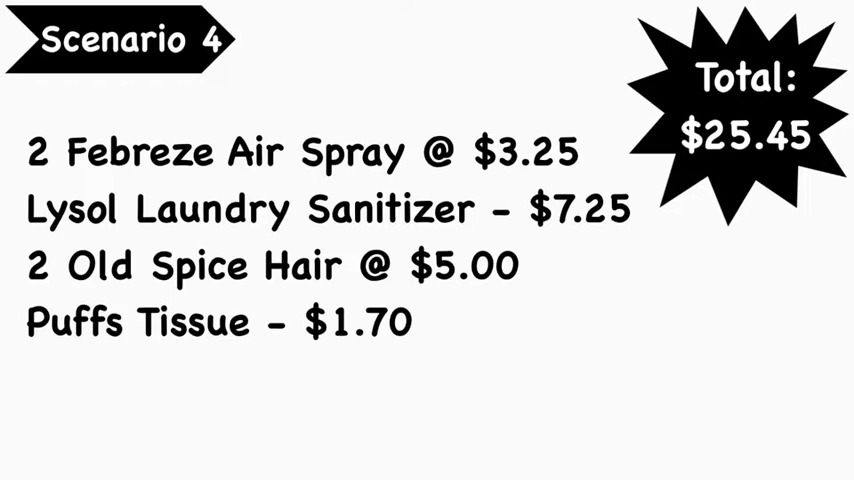 Scenario 4
Total:
$25.45
2 Febreze Air Spray @ $3.25
Lysol Laundry Sanitizer - $7.25
2 Old Spice Hair @ $5.00
Puffs Tissue - $1.70